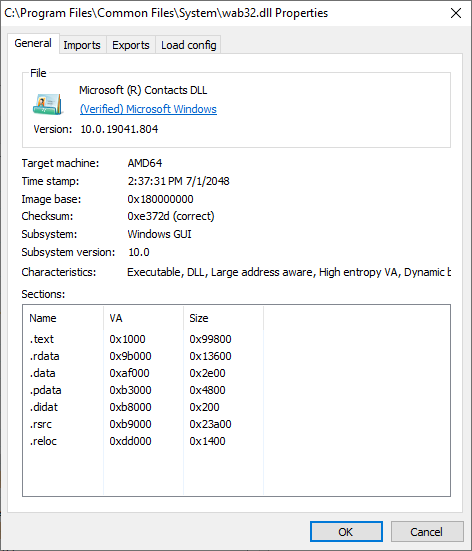 C:\Program Files\Common Files\System\wab32.dll Properties
General Imports Exports Load config
File
Microsoft (R) Contacts DLL
(Verified) Microsoft Windows
Version: 10.0.19041.804
Target machine: AMD64
Time stamp: 2:37:31 PM 7/1/2048
Image base: 0x180000000
Checksum: 0xe372d (correct)
Subsystem: Windows GUI
Subsystem version: 10.0
Characteristics: Executable, DLL, Large address aware, High entropy VA, Dynamic b
Sections:
Name VA Size
.text 0x1000 0x99800
.rdata 0x9b000 0x13600
.data 0xaf000 0x2e00
.pdata 0xb3000 0x4800
.didat 0xb8000 0x200
.rsrc 0xb9000 0x23a00
.reloc 0xdd000 0x1400
OK Cancel